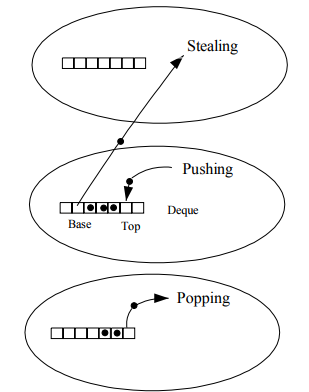 Stealing
Pushing
Deque
Base
Top
Popping